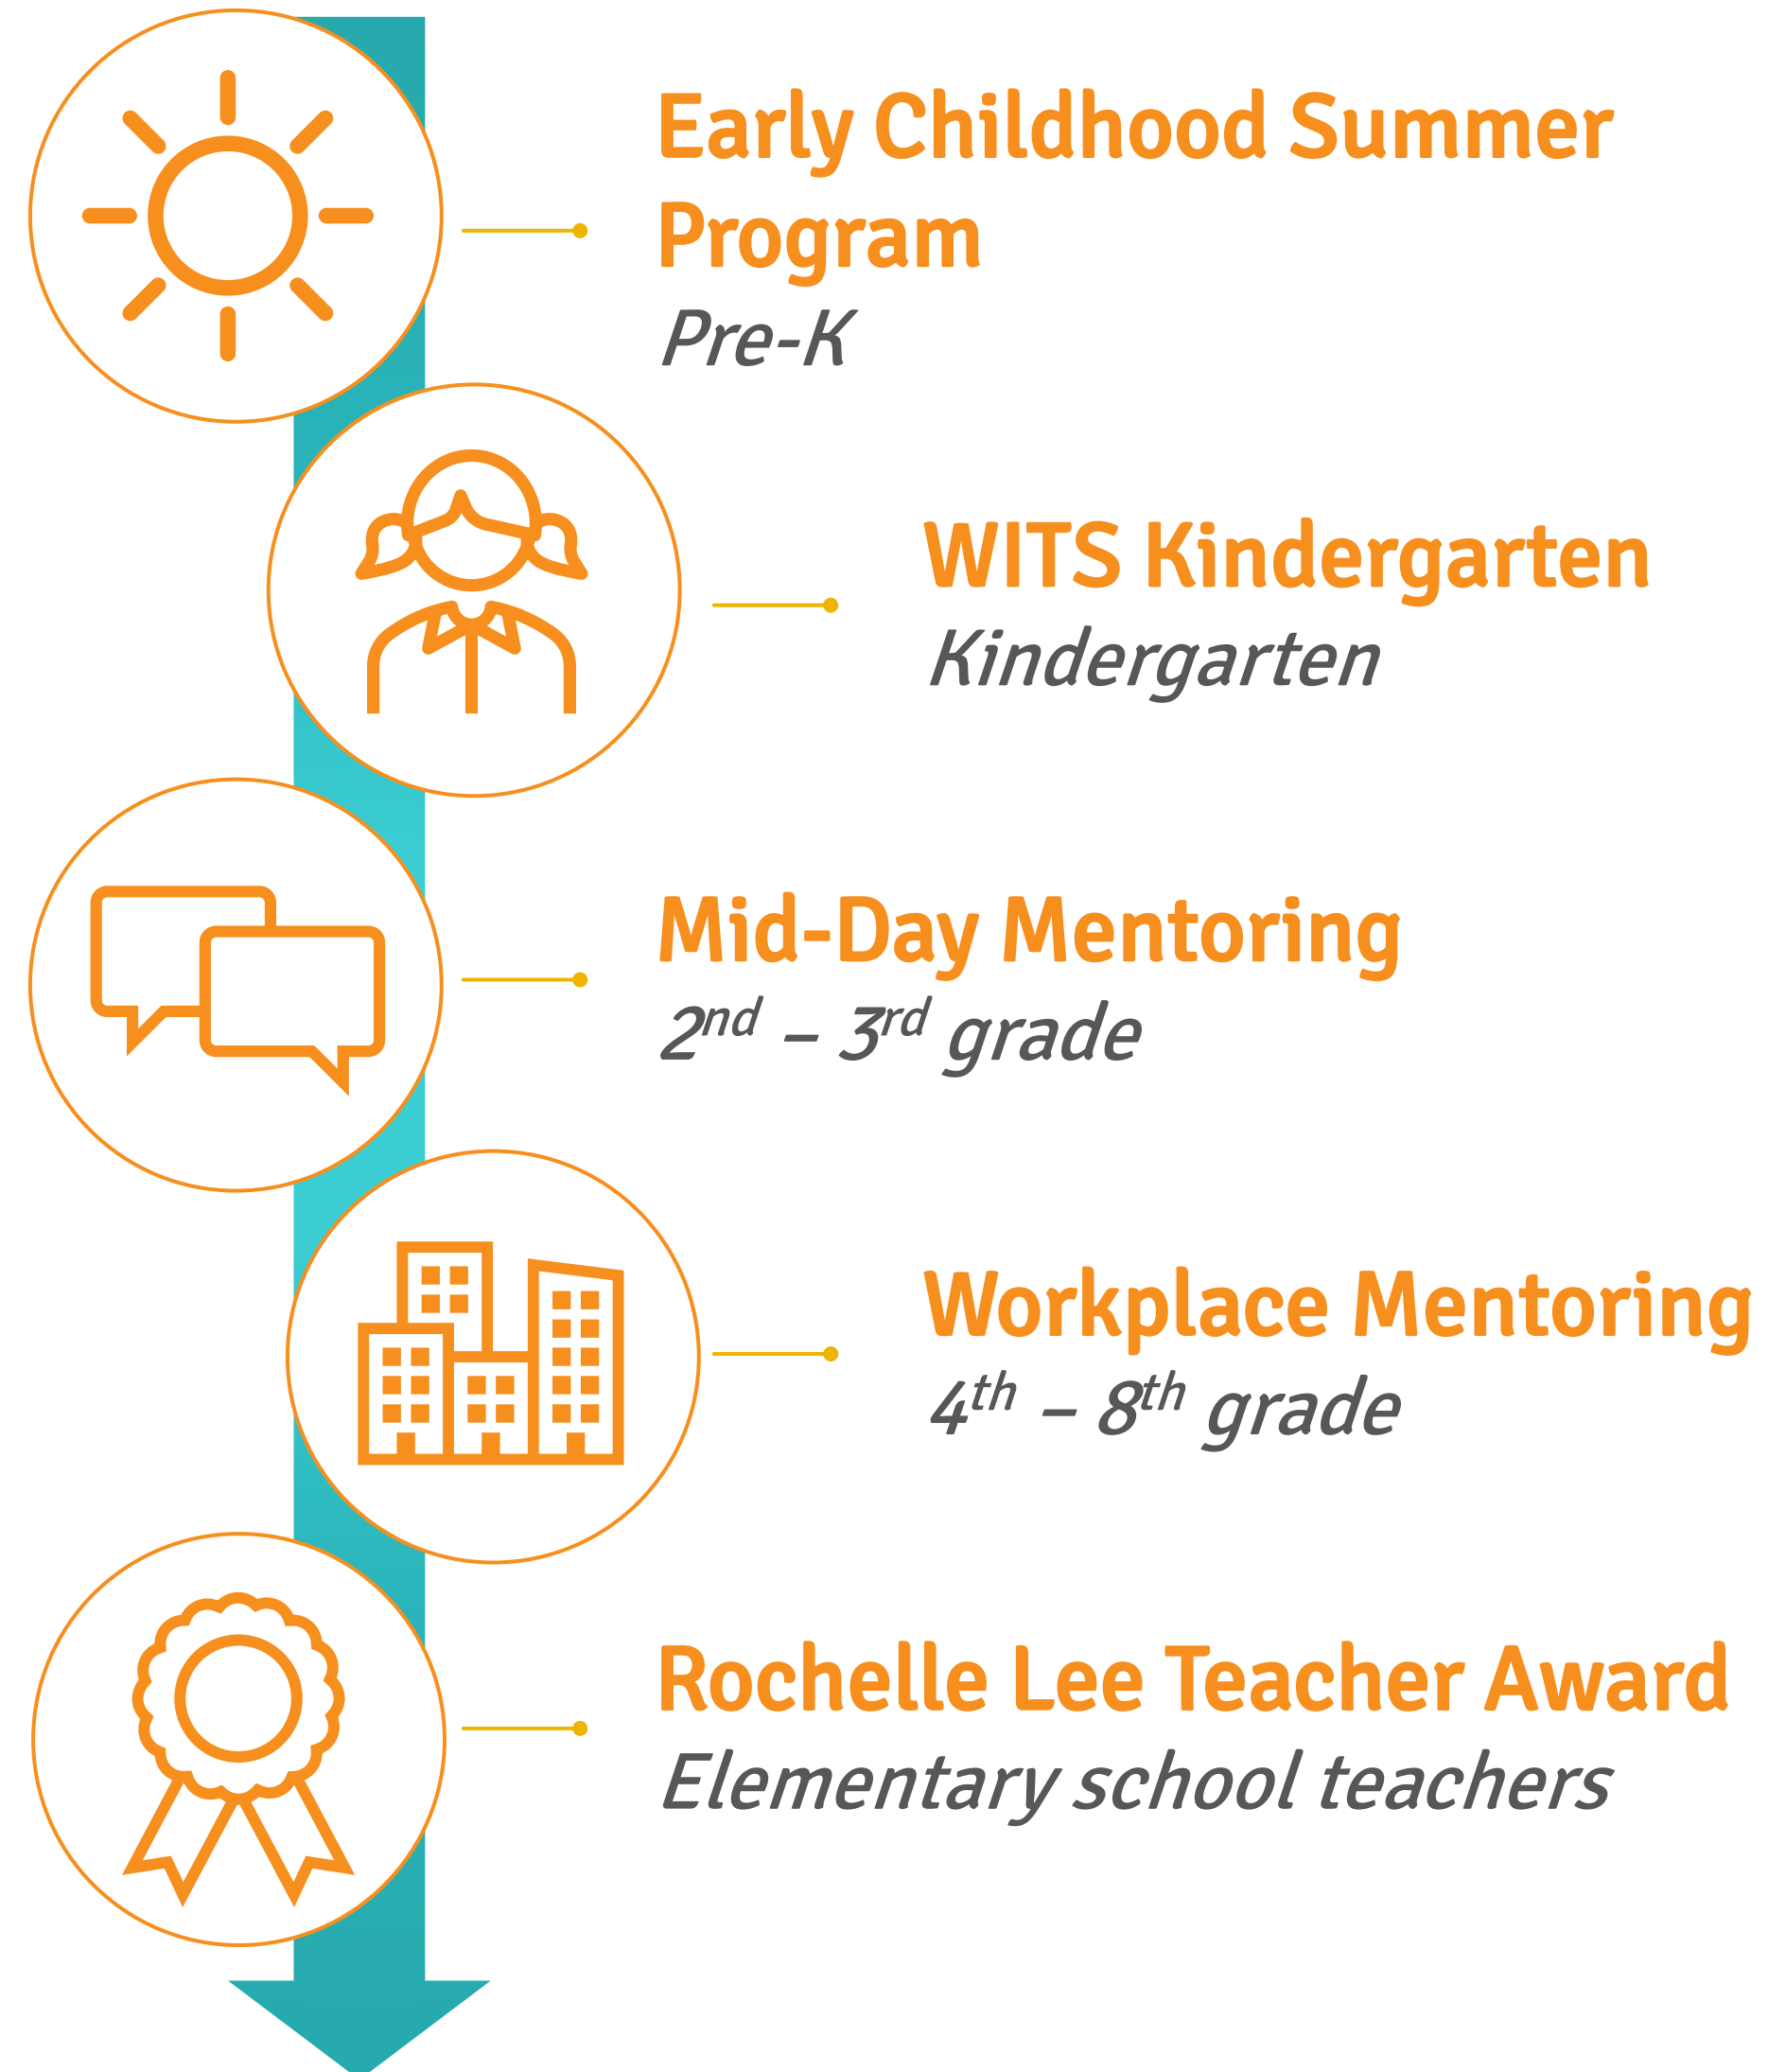 Early Childhood Summer
Program
Pre-K
WITS Kindergarten
Kindergarten
Mid-Day Mentoring
2nd – 3rd grade
Workplace Mentoring
4th – 8th grade
Rochelle Lee Teacher Award
Elementary school teachers